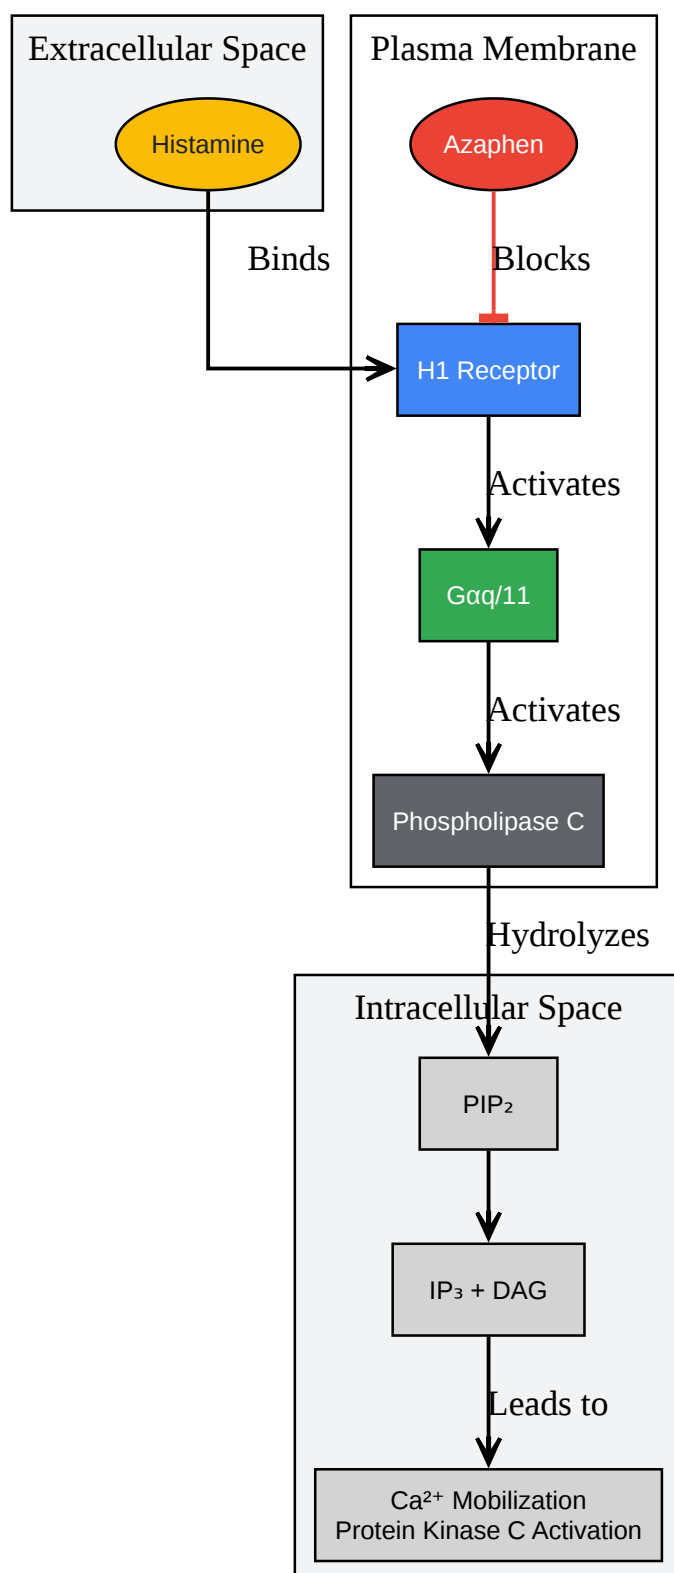 Extracellular Space
Plasma Membrane
Histamine
Azaphen
Binds
Blocks
H1 Receptor
Activates
Gαq/11
Activates
Phospholipase C
Hydrolyzes
Intracellular Space
PIP₂
IP₃ + DAG
Leads to
Ca²⁺ Mobilization
Protein Kinase C Activation